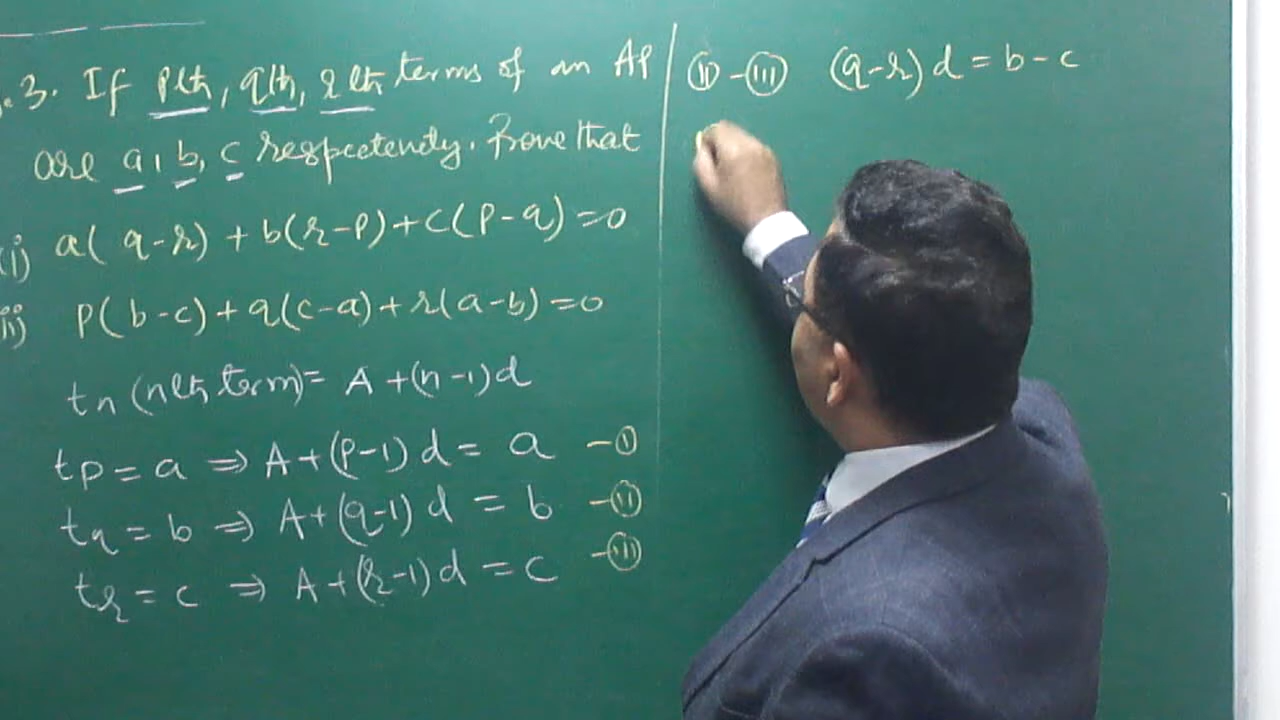 .3. If pth, qth, rth terms of an AP
are a, b, c respectively. Prove that
(i) a(q-r) + b(r-p) + c(p-q) = 0
ii) p(b-c) + q(c-a) + r(a-b) = 0
tn (nth term) = A + (n-1)d
tp = a ⇒ A + (p-1)d = a -(I)
tq = b ⇒ A + (q-1)d = b -(II)
tr = c ⇒ A + (r-1)d = c -(III)
(II) - (III) (q-r)d = b-c